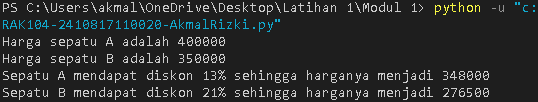 PS C:\Users\akmal\OneDrive\Desktop\Latihan 1\Modul 1> python -u "c:
RAK104-2410817110020-AkmalRizki.py"
Harga sepatu A adalah 400000
Harga sepatu B adalah 350000
Sepatu A mendapat diskon 13% sehingga harganya menjadi 348000
Sepatu B mendapat diskon 21% sehingga harganya menjadi 276500